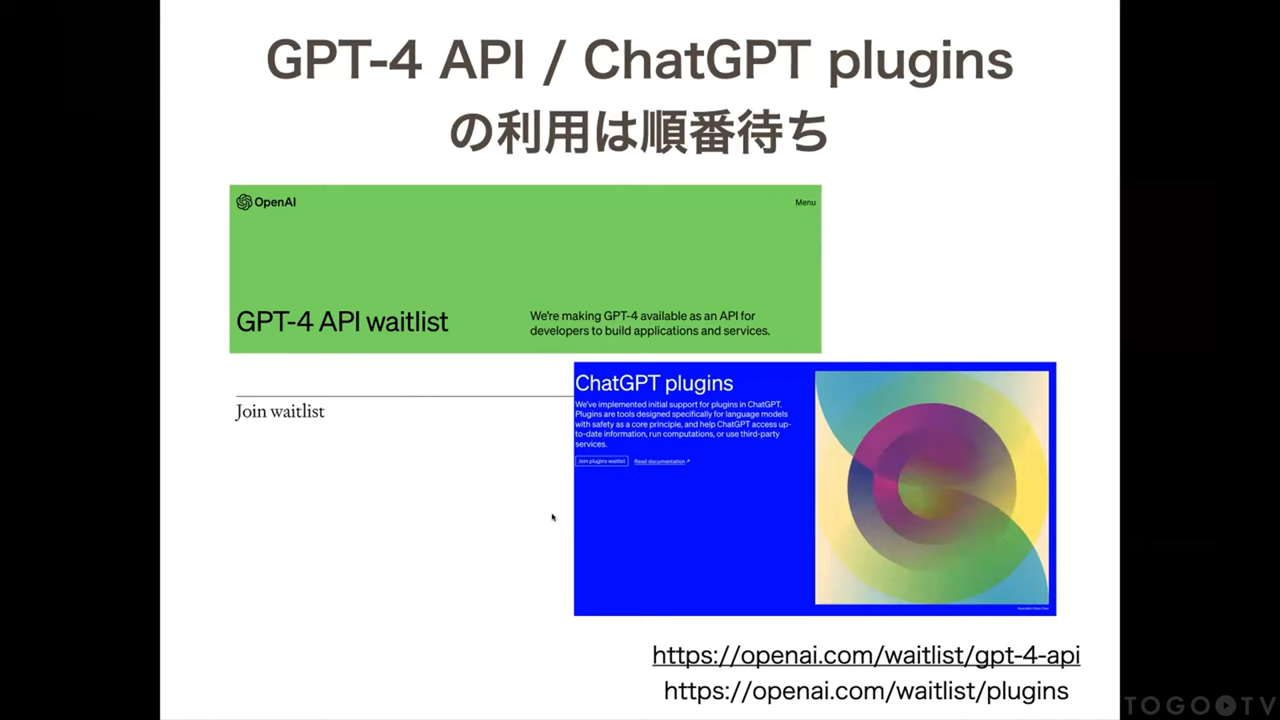 GPT-4 API / ChatGPT plugins
の利用は順番待ち
OpenAI
Menu
GPT-4 API waitlist
We're making GPT-4 available as an API for
developers to build applications and services.
Join waitlist
ChatGPT plugins
We've implemented initial support for plugins in ChatGPT.
Plugins are tools designed specifically for language models
with safety as a core principle, and help ChatGPT access up-
to-date information, run computations, or use third-party
services.
Join plugins waitlist
Read documentation ↗
https://openai.com/waitlist/gpt-4-api
https://openai.com/waitlist/plugins
TOGOTV